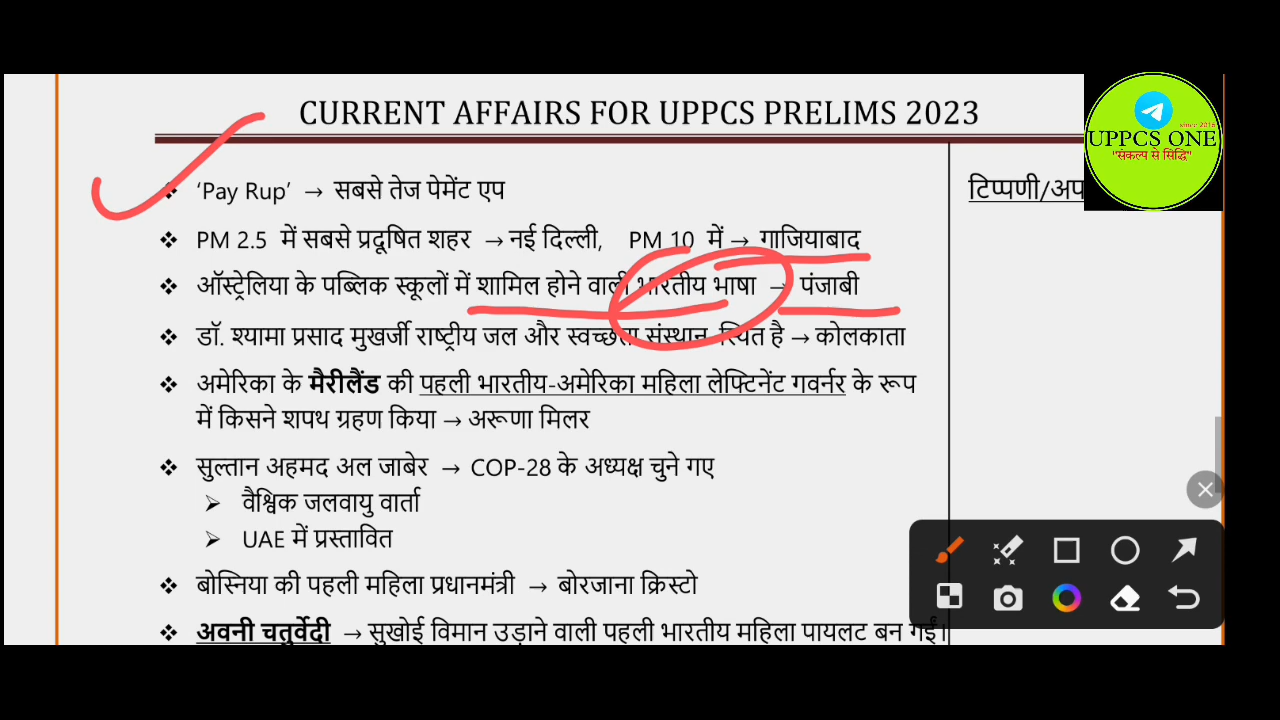 CURRENT AFFAIRS FOR UPPCS PRELIMS 2023
since 2016
UPPCS ONE
"संकल्प से सिद्धि"
❖ ‘Pay Rup’ → सबसे तेज पेमेंट एप
टिप्पणी/अप
❖ PM 2.5 में सबसे प्रदूषित शहर → नई दिल्ली, PM 10 में → गाजियाबाद
❖ ऑस्ट्रेलिया के पब्लिक स्कूलों में शामिल होने वाली भारतीय भाषा → पंजाबी
❖ डॉ. श्यामा प्रसाद मुखर्जी राष्ट्रीय जल और स्वच्छता संस्थान स्थित है → कोलकाता
❖ अमेरिका के मैरीलैंड की पहली भारतीय-अमेरिका महिला लेफ्टिनेंट गवर्नर के रूप
में किसने शपथ ग्रहण किया → अरूणा मिलर
❖ सुल्तान अहमद अल जाबेर → COP-28 के अध्यक्ष चुने गए
➢ वैश्विक जलवायु वार्ता
➢ UAE में प्रस्तावित
❖ बोस्निया की पहली महिला प्रधानमंत्री → बोरजाना क्रिस्टो
❖ अवनी चतुर्वेदी → सुखोई विमान उड़ाने वाली पहली भारतीय महिला पायलट बन गईं।